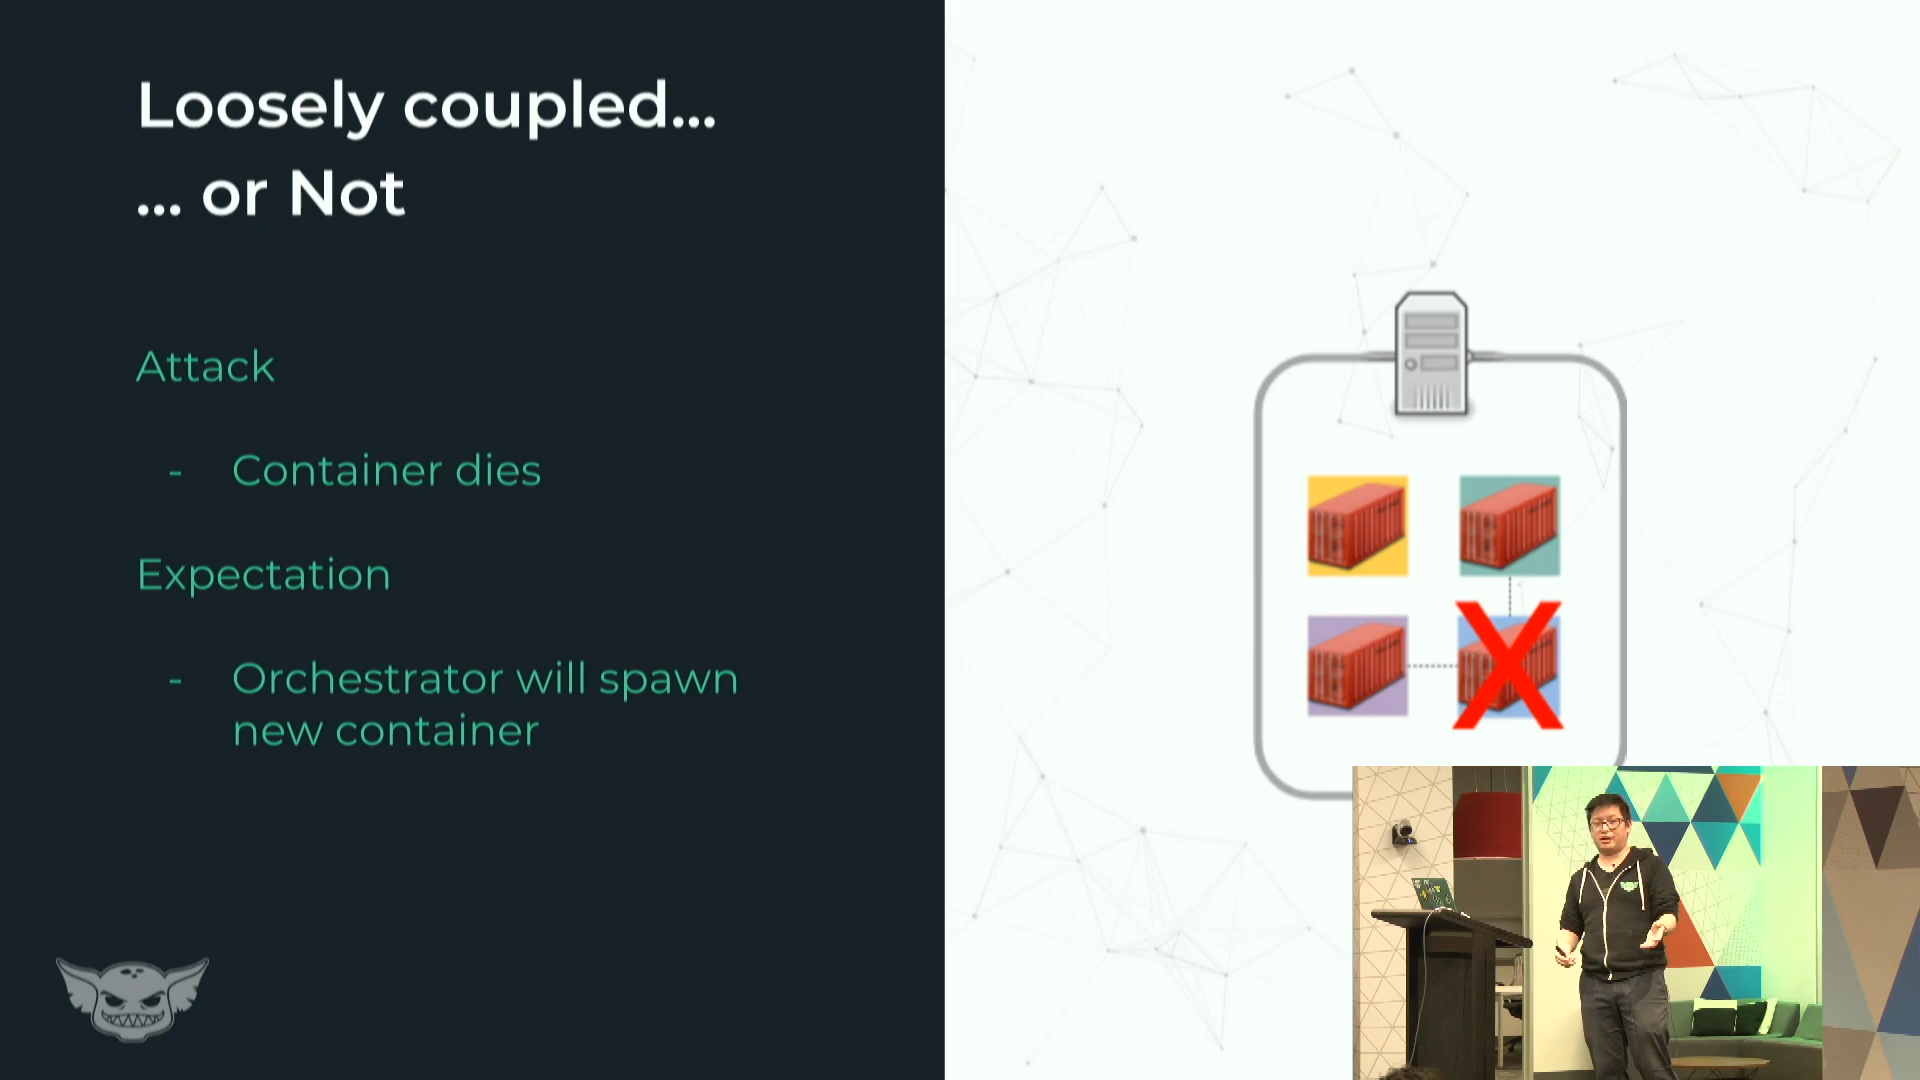 Loosely coupled...
... or Not
Attack
- Container dies
Expectation
- Orchestrator will spawn
new container